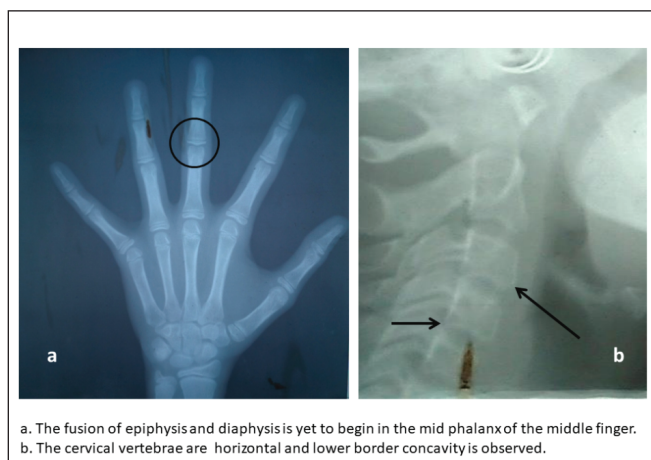 a
b
a. The fusion of epiphysis and diaphysis is yet to begin in the mid phalanx of the middle finger.
b. The cervical vertebrae are horizontal and lower border concavity is observed.